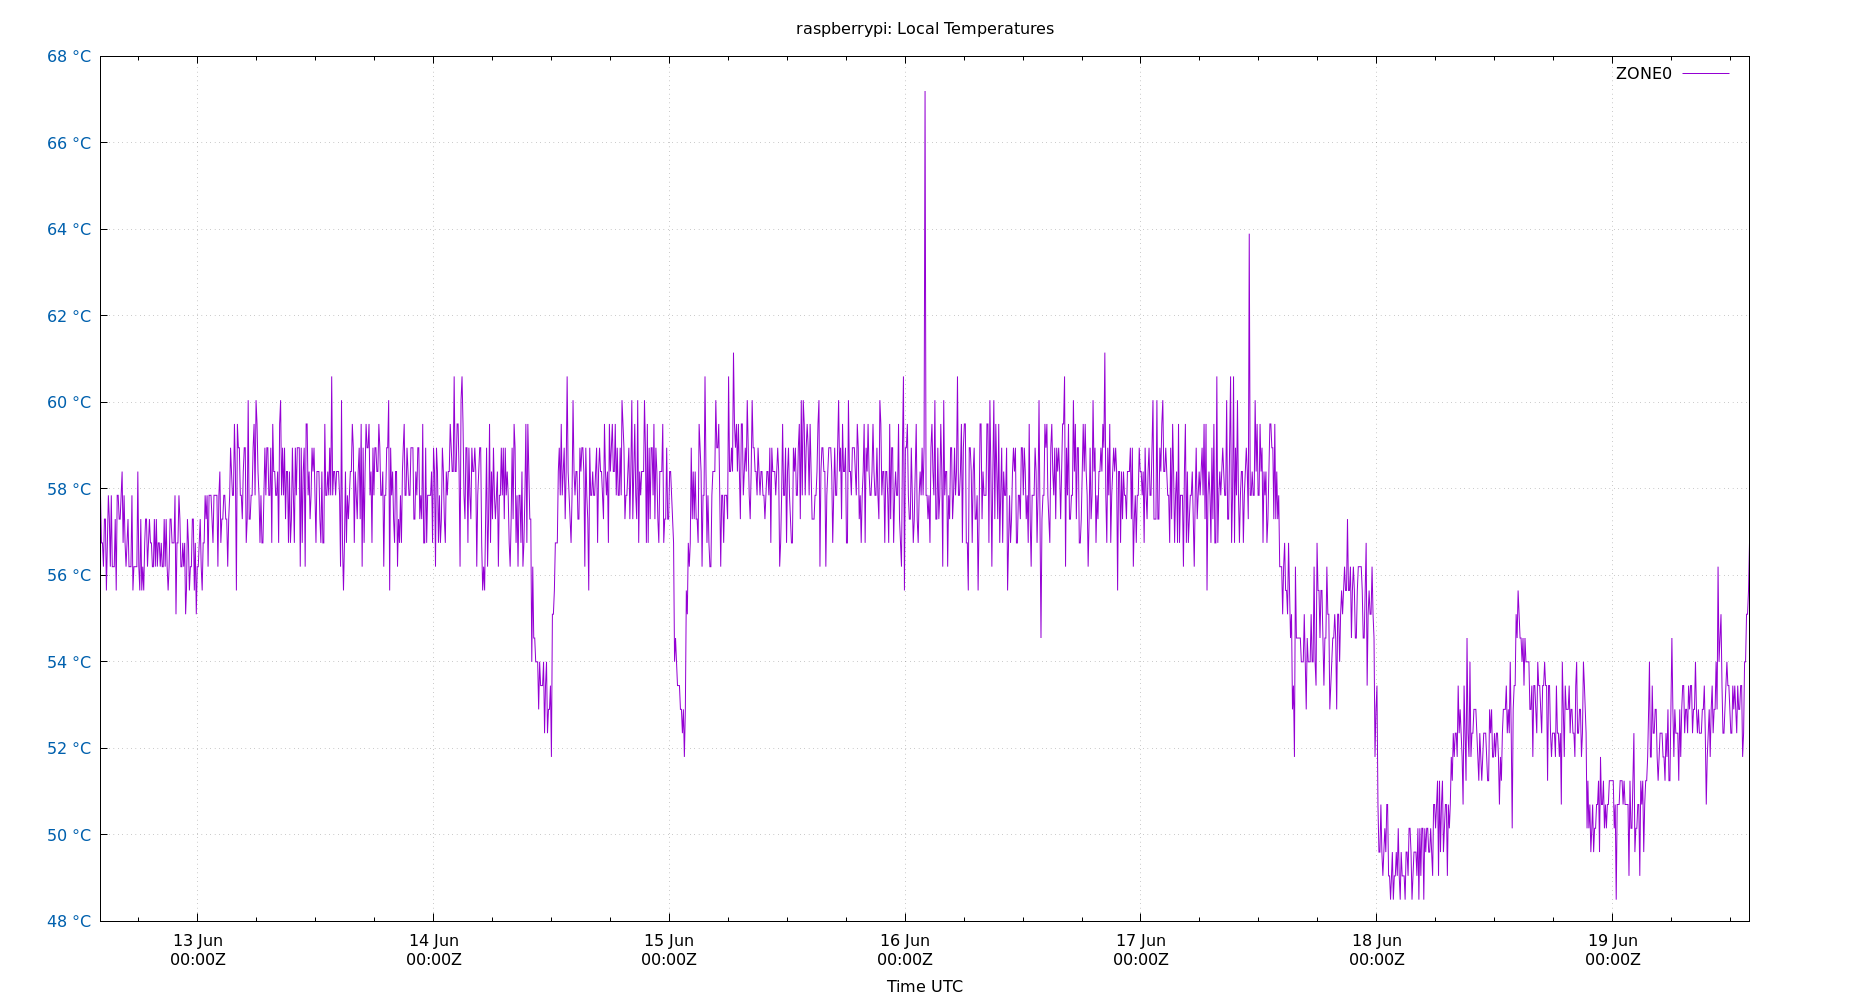 raspberrypi: Local Temperatures
ZONE0
68 °C
66 °C
64 °C
62 °C
60 °C
58 °C
56 °C
54 °C
52 °C
50 °C
48 °C
13 Jun 14 Jun 15 Jun 16 Jun 17 Jun 18 Jun 19 Jun
00:00Z 00:00Z 00:00Z 00:00Z 00:00Z 00:00Z 00:00Z
Time UTC